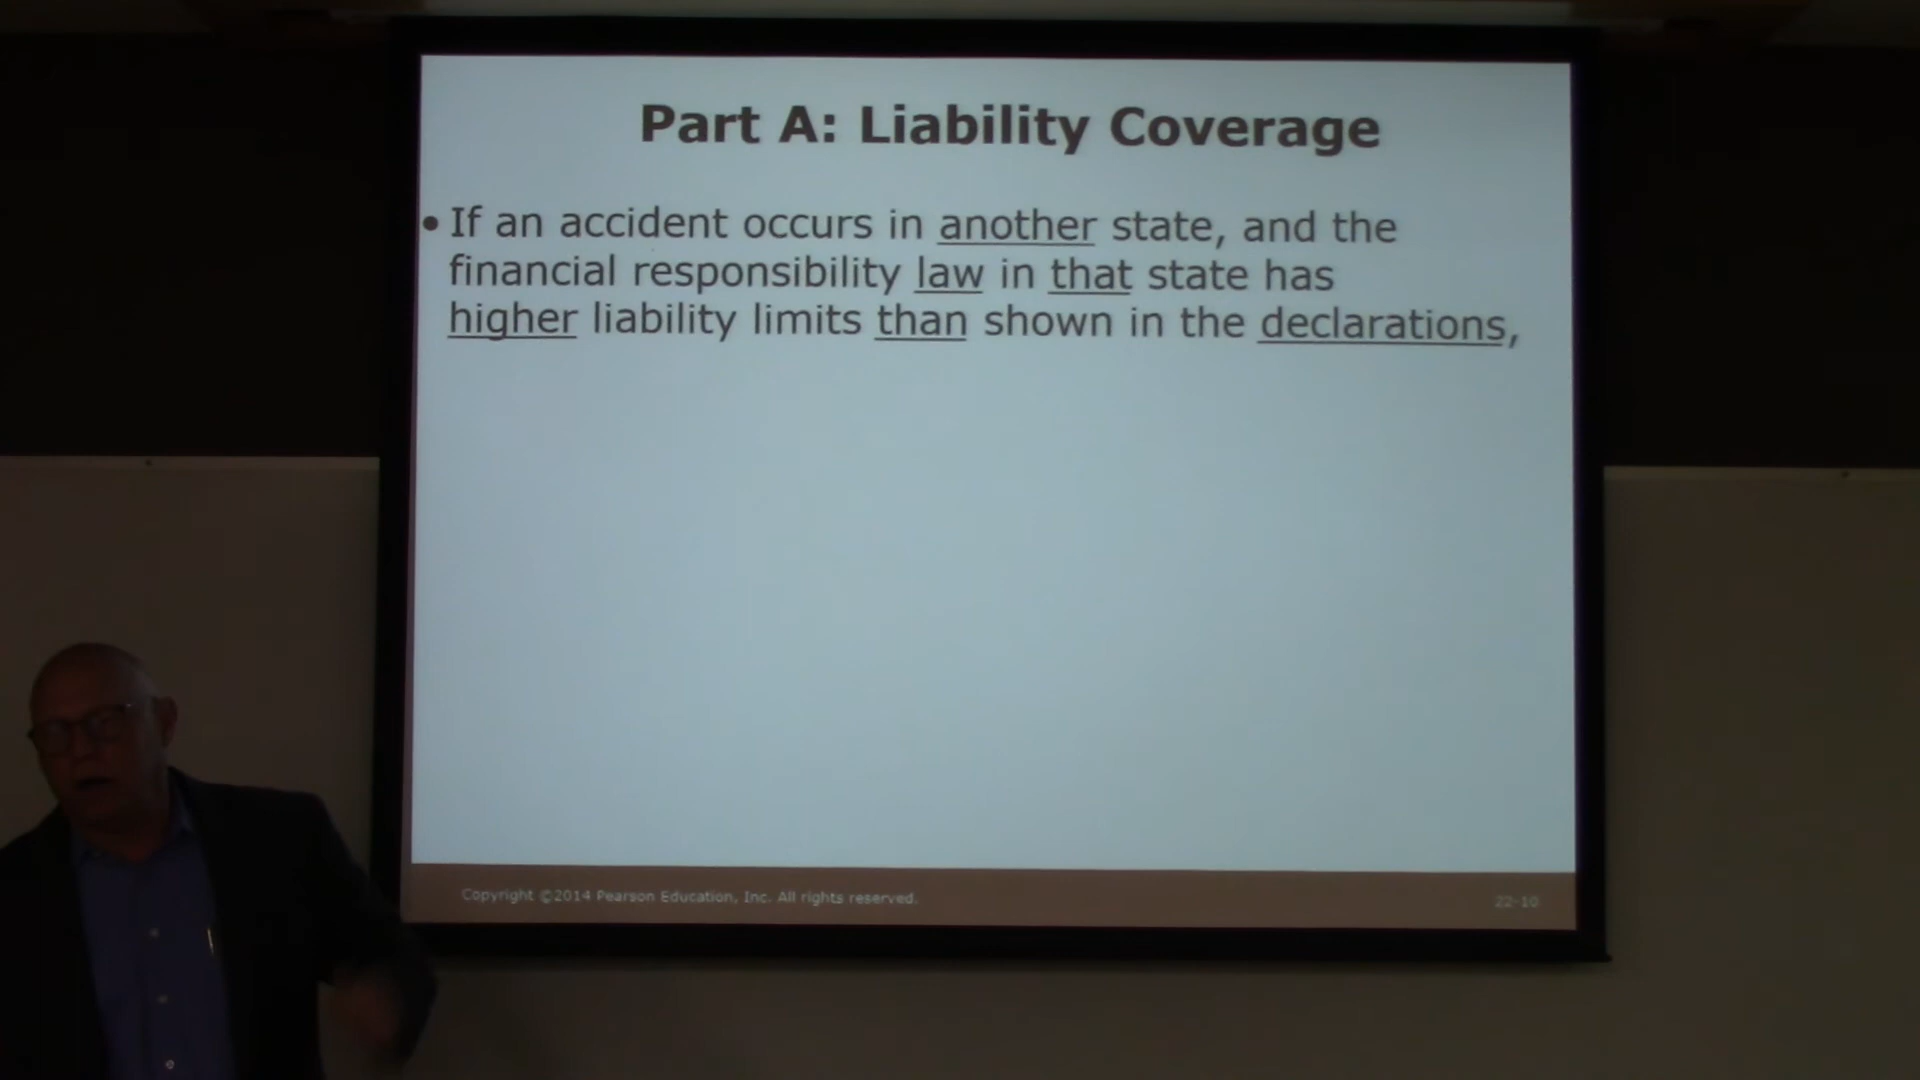 Part A: Liability Coverage
• If an accident occurs in another state, and the
financial responsibility law in that state has
higher liability limits than shown in the declarations,
Copyright ©2014 Pearson Education, Inc. All rights reserved.
22-10